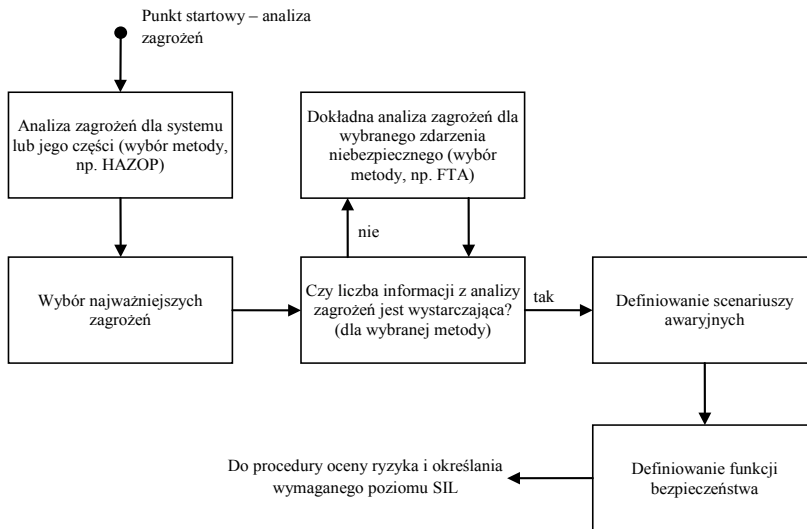 Punkt startowy – analiza
zagrożeń
Analiza zagrożeń dla systemu
lub jego części (wybór metody,
np. HAZOP)
Dokładna analiza zagrożeń dla
wybranego zdarzenia
niebezpiecznego (wybór
metody, np. FTA)
nie
Wybór najważniejszych
zagrożeń
Czy liczba informacji z analizy
zagrożeń jest wystarczająca?
(dla wybranej metody)
tak
Definiowanie scenariuszy
awaryjnych
Definiowanie funkcji
bezpieczeństwa
Do procedury oceny ryzyka i określania
wymaganego poziomu SIL